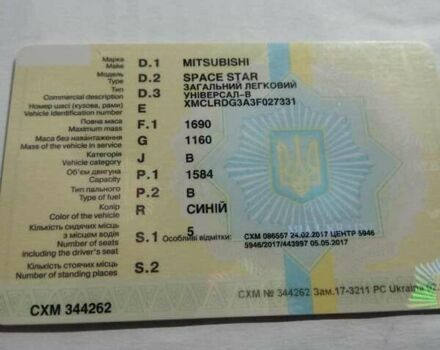 Марка D.1 MITSUBISHI
Make
Модель D.2 SPACE STAR
Type
Загальний опис D.3 ЗАГАЛЬНИЙ ЛЕГКОВИЙ
Commercial description УНІВЕРСАЛ-В
Номер шасі (кузова, рами) E XMCLRDG3A3F027331
Vehicle identification number
Повна маса F.1 1690
Maximum mass
Маса без навантаження G 1160
Mass of the vehicle in service
Категорія J B
Vehicle category
Об'єм двигуна P.1 1584
Capacity
Тип пального P.2 B
Type of fuel
Колір R СИНІЙ
Color of the vehicle
Кількість сидячих місць 5
з місцем водія S.1 Особливі відмітки: СХМ 086557 24.02.2017 ЦЕНТР 5946
Number of seats 5946/2017/443997 05.05.2017
including the driver's seat
Кількість стоячих місць S.2
Number of standing places
СХМ 344262
СХМ № 344262 Зам.17-3211 PC Ukraina